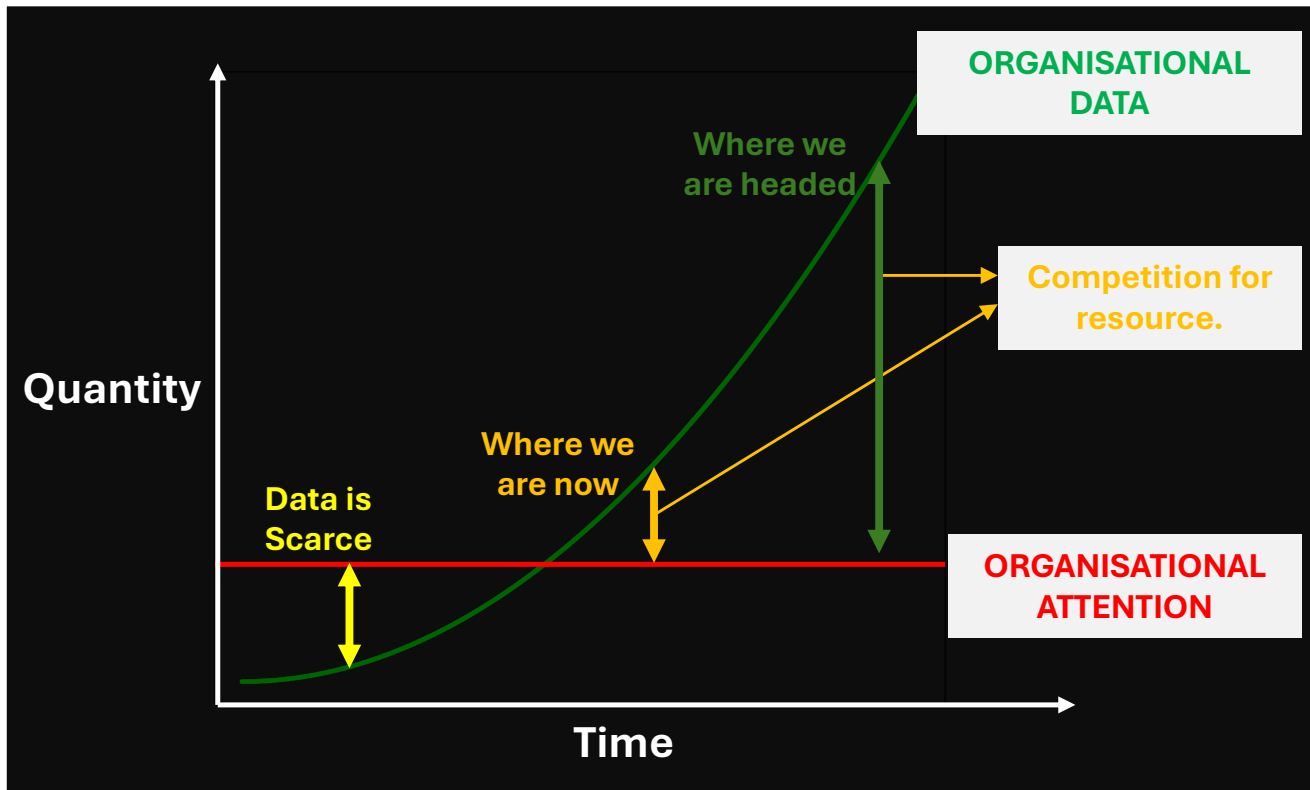 ORGANISATIONAL
DATA
Where we
are headed
Competition for
resource.
Quantity
Where we
are now
Data is
Scarce
ORGANISATIONAL
ATTENTION
Time